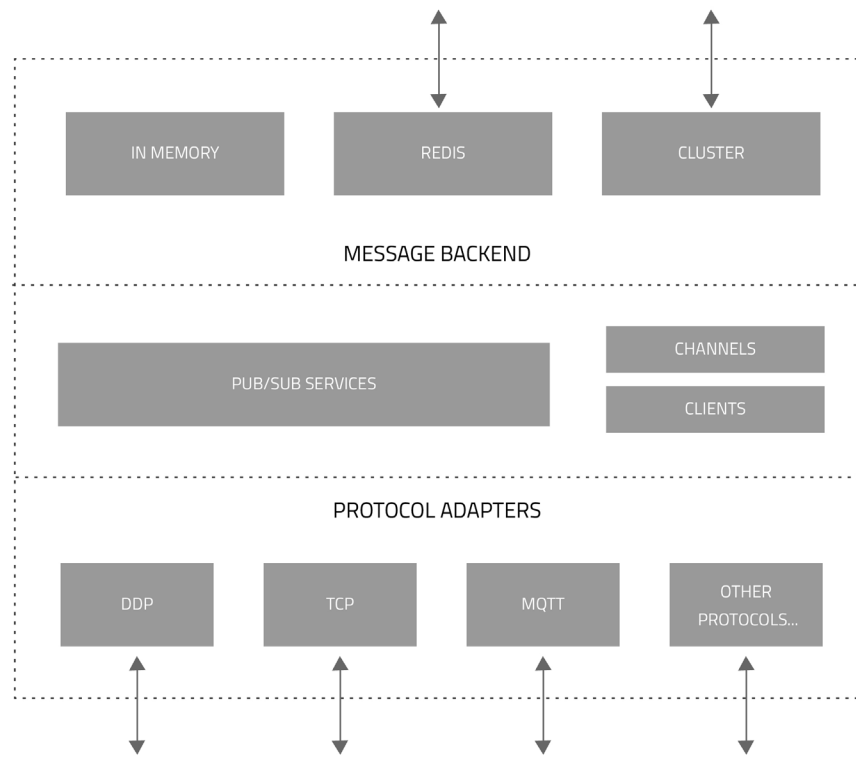 IN MEMORY
REDIS
CLUSTER
MESSAGE BACKEND
PUB/SUB SERVICES
CHANNELS
CLIENTS
PROTOCOL ADAPTERS
DDP
TCP
MQTT
OTHER
PROTOCOLS...